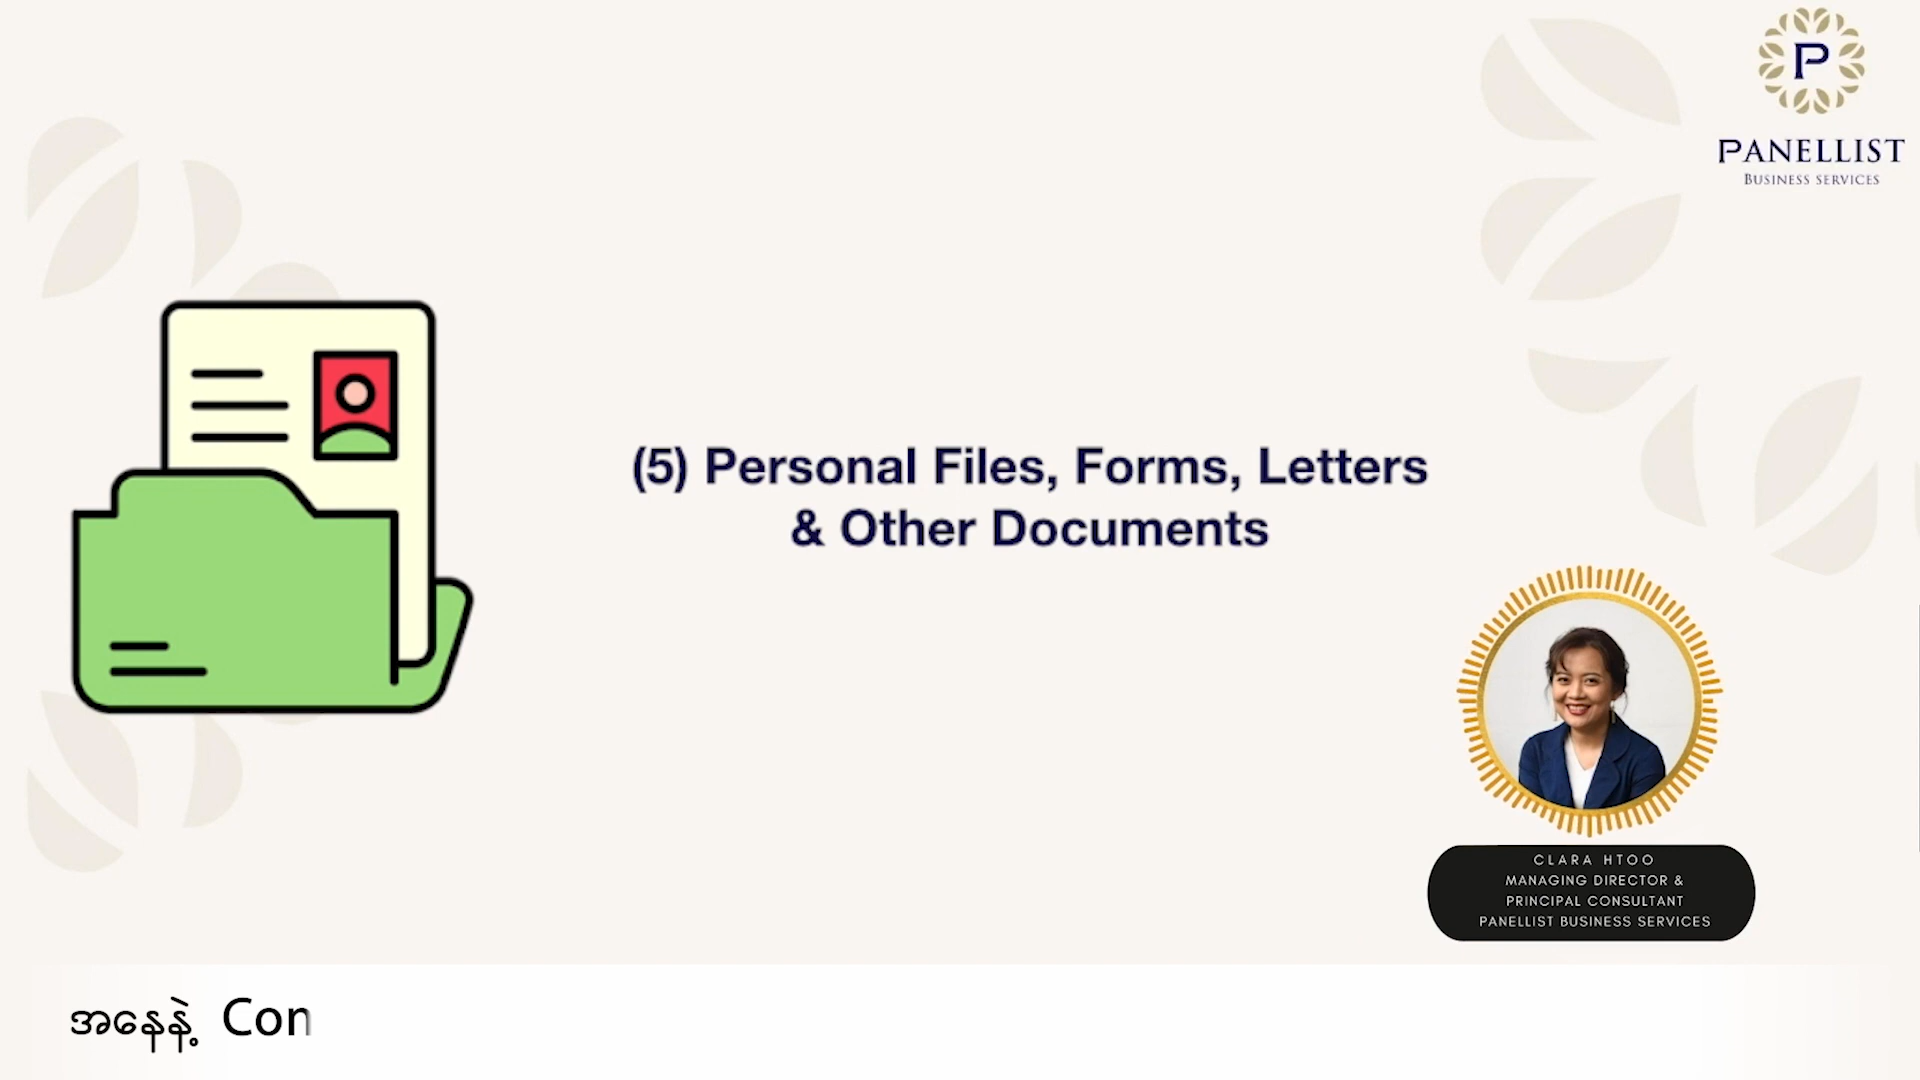 P
PANELLIST
BUSINESS SERVICES
(5) Personal Files, Forms, Letters
& Other Documents
CLARA HTOO
MANAGING DIRECTOR &
PRINCIPAL CONSULTANT
PANELLIST BUSINESS SERVICES
အနေနဲ့ Con